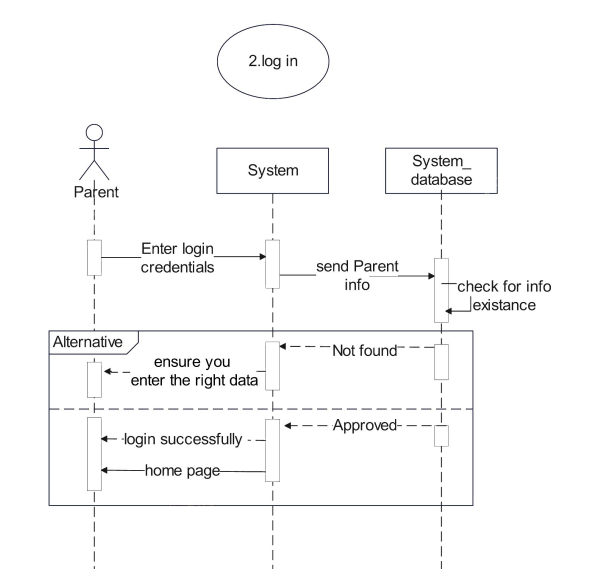 2.log in
Parent
System
System_
database
Enter login
credentials
send Parent
info
check for info
existance
Alternative
Not found
ensure you
enter the right data
Approved
login successfully
home page